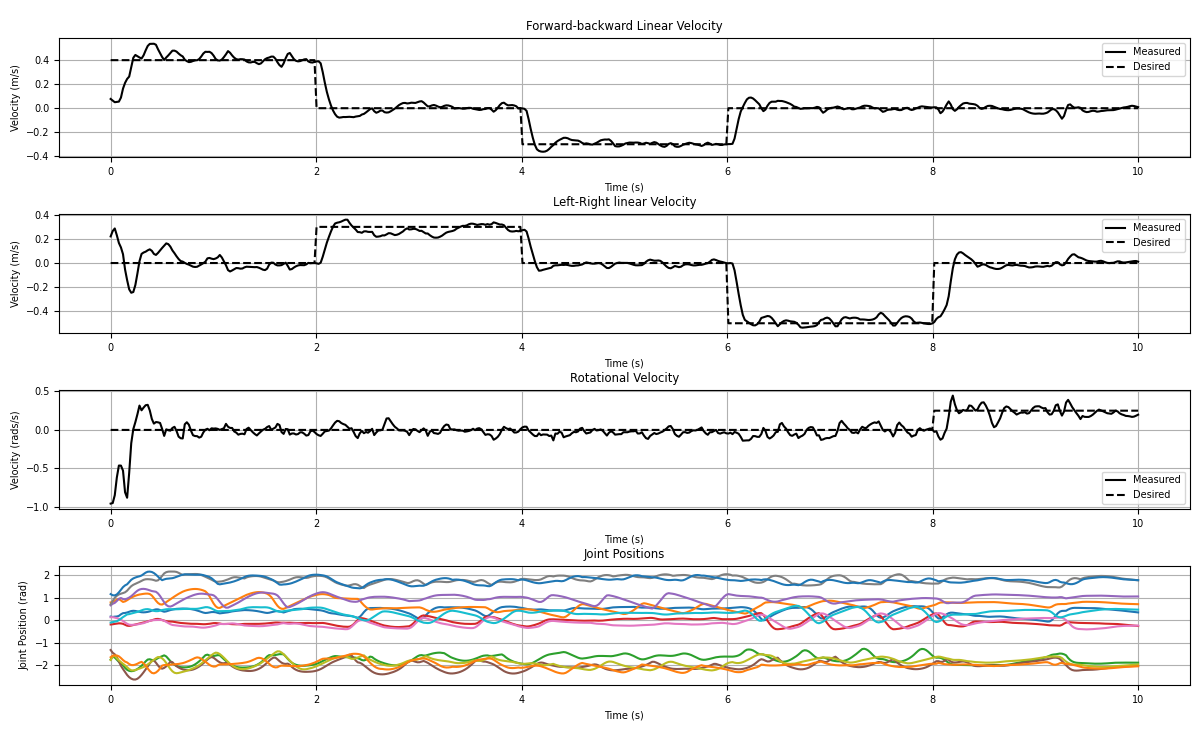 Forward-backward Linear Velocity
Velocity (m/s)
0.4
0.2
0.0
−0.2
−0.4
Measured
Desired
0 2 4 6 8 10
Time (s)
Left-Right linear Velocity
Velocity (m/s)
0.4
0.2
0.0
−0.2
−0.4
Measured
Desired
0 2 4 6 8 10
Time (s)
Rotational Velocity
Velocity (rads/s)
0.5
0.0
−0.5
−1.0
Measured
Desired
0 2 4 6 8 10
Time (s)
Joint Positions
Joint Position (rad)
2
1
0
−1
−2
0 2 4 6 8 10
Time (s)